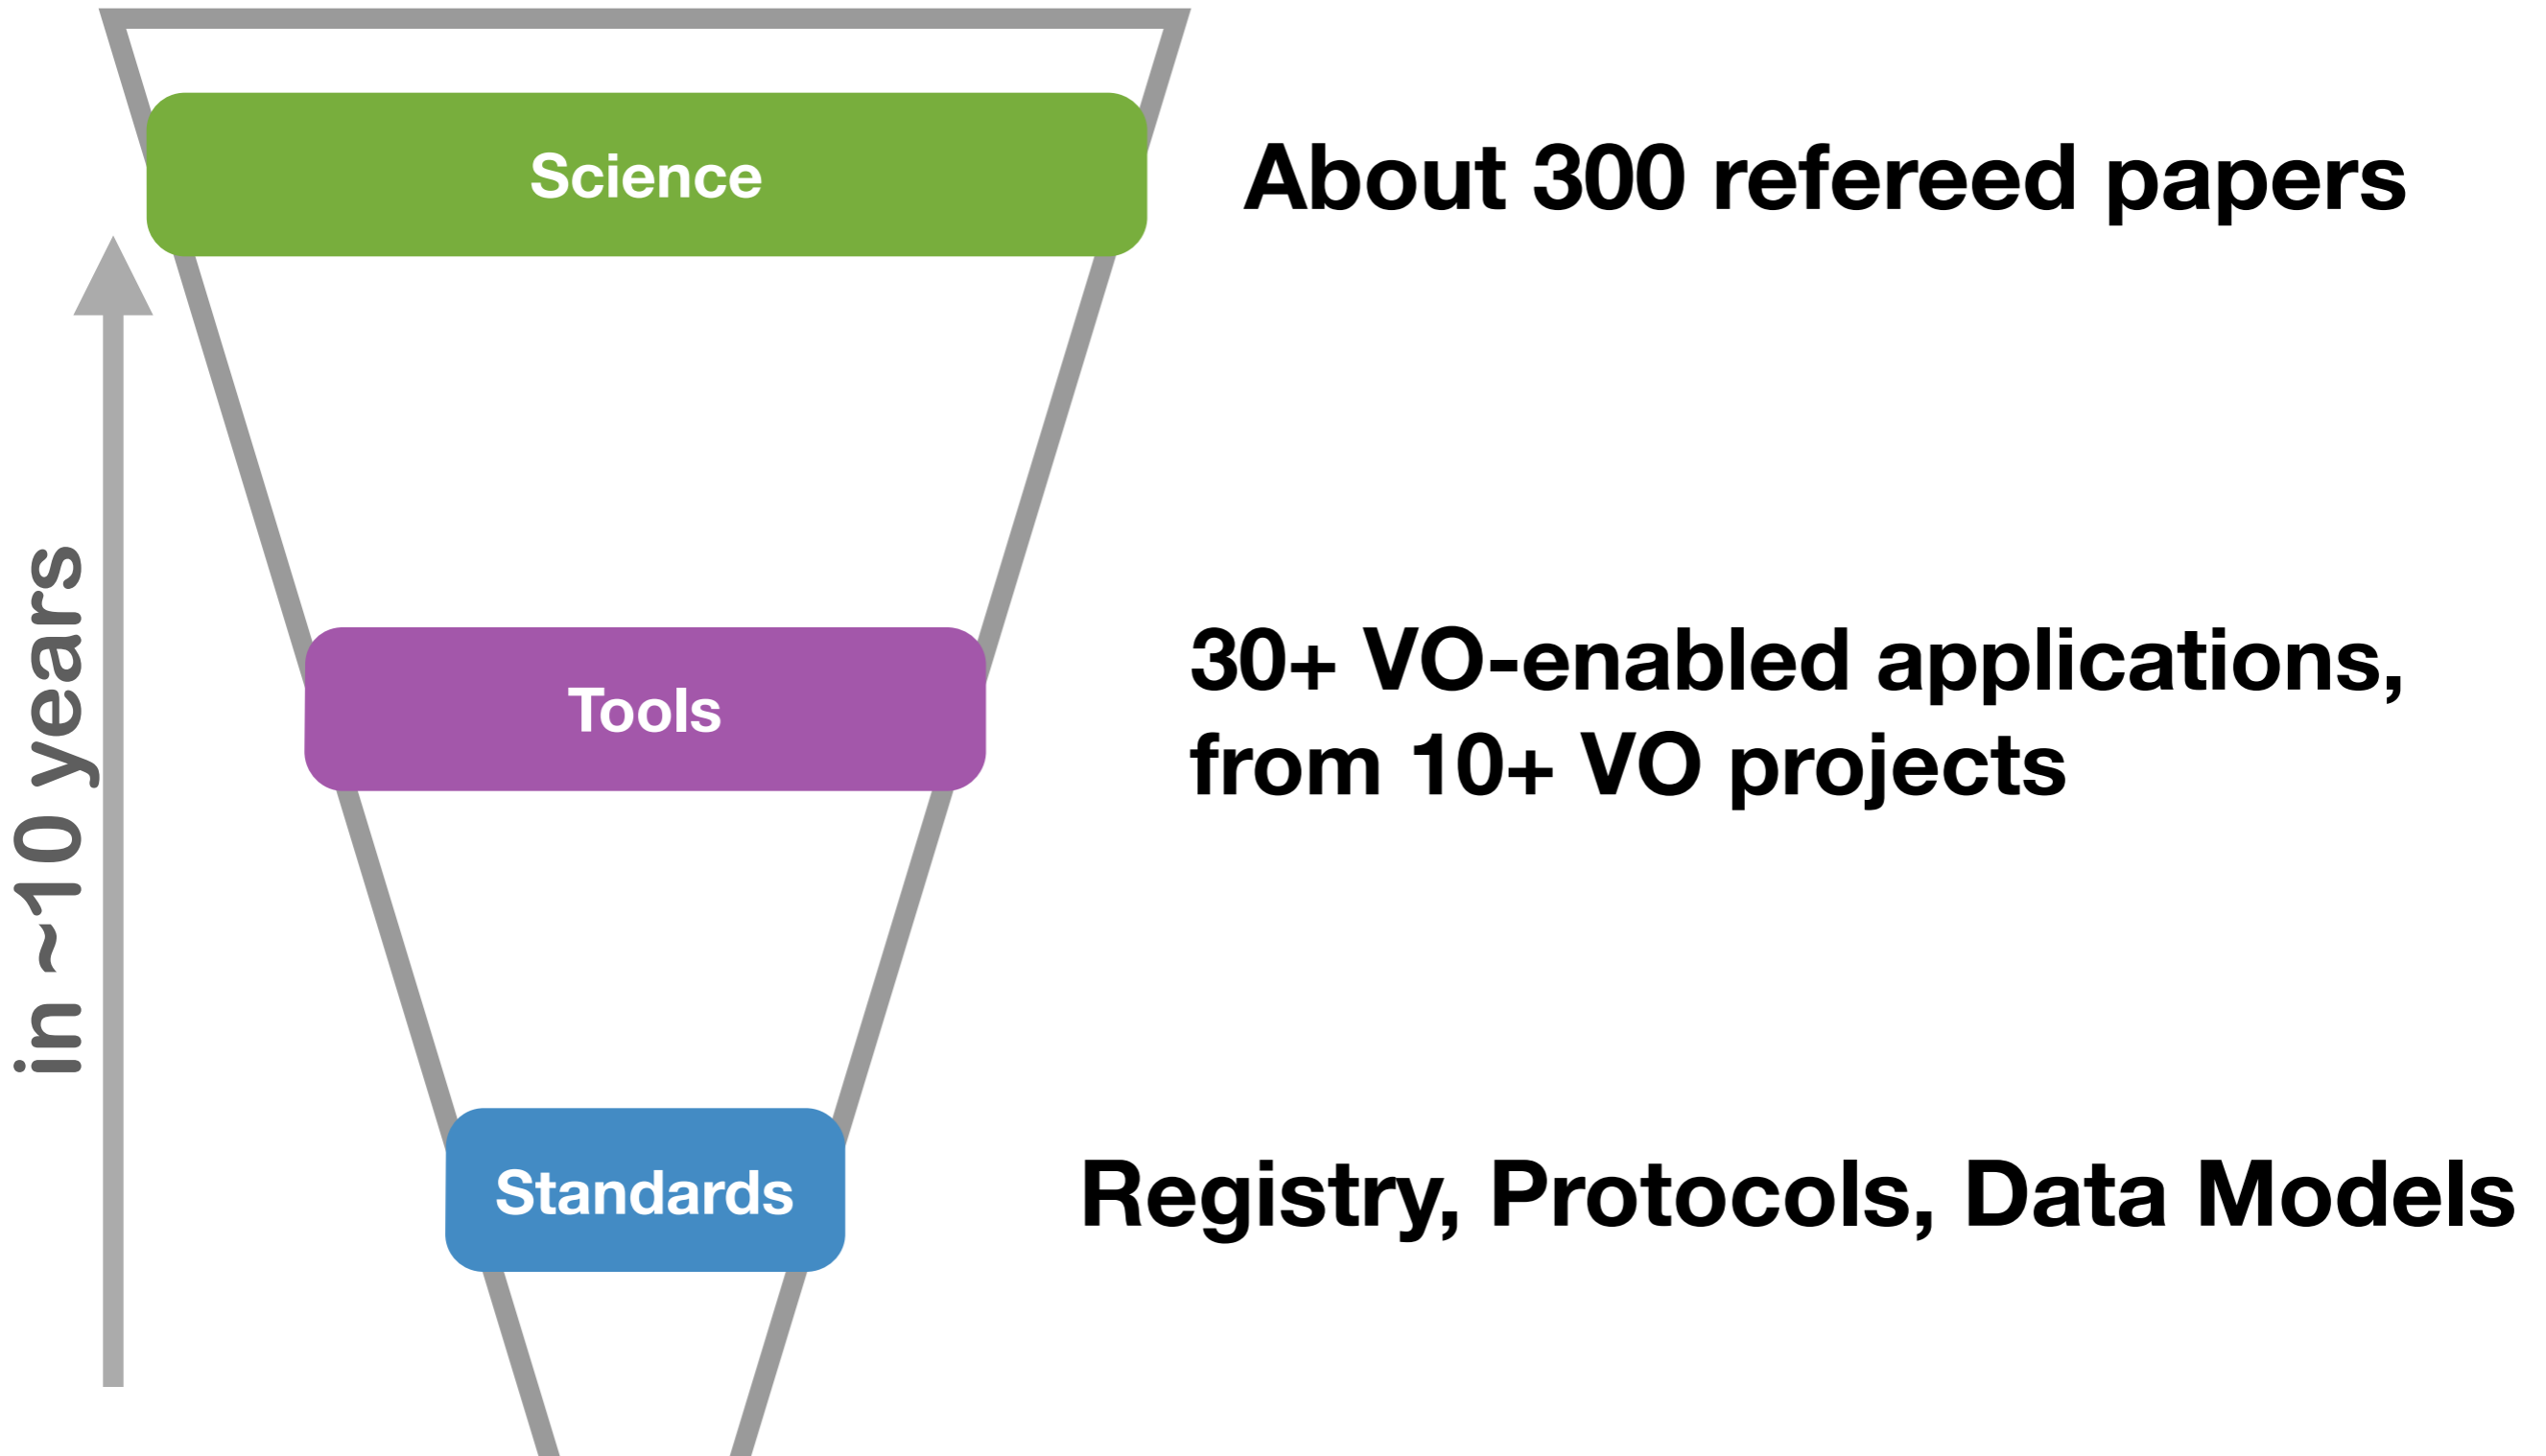 Science
About 300 refereed papers
in ~10 years
Tools
30+ VO-enabled applications,
from 10+ VO projects
Standards
Registry, Protocols, Data Models